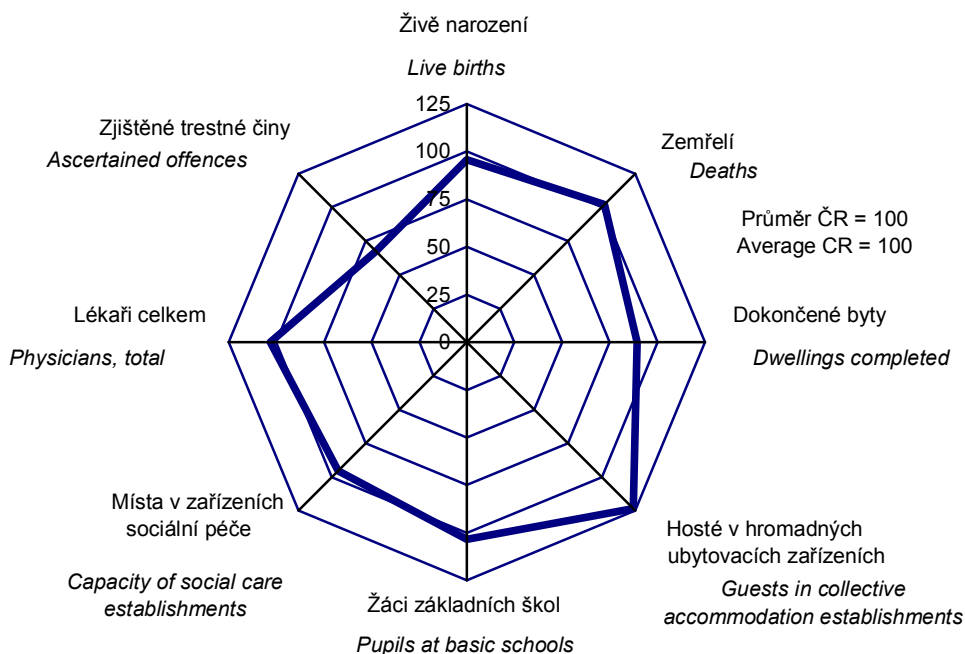 Živě narození
Live births
125
100
75
50
25
0
Zemřelí
Deaths
Průměr ČR = 100
Average CR = 100
Dokončené byty
Dwellings completed
Hosté v hromadných
ubytovacích zařízeních
Guests in collective
accommodation establishments
Žáci základních škol
Pupils at basic schools
Místa v zařízeních
sociální péče
Capacity of social care
establishments
Lékaři celkem
Physicians, total
Zjištěné trestné činy
Ascertained offences